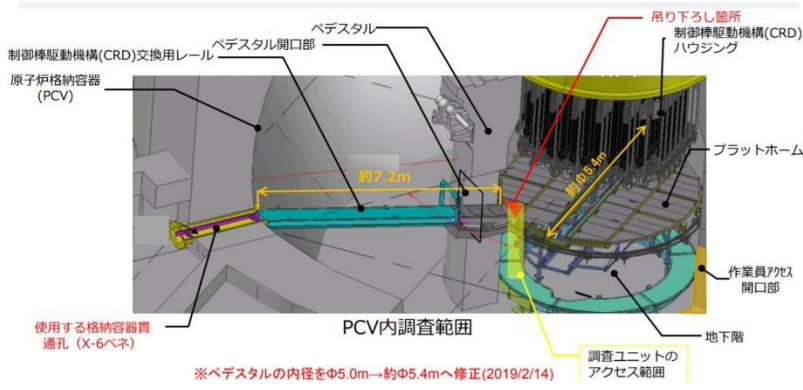 ペデスタル
吊り下ろし箇所
ペデスタル開口部
制御棒駆動機構(CRD)
ハウジング
制御棒駆動機構(CRD)交換用レール
原子炉格納容器
(PCV)
プラットホーム
約7.2m
約Φ5.4m
作業員アクセス
開口部
使用する格納容器貫
通孔（X-6ペネ）
PCV内調査範囲
地下階
調査ユニットの
アクセス範囲
※ペデスタルの内径をΦ5.0m→約Φ5.4mへ修正(2019/2/14)